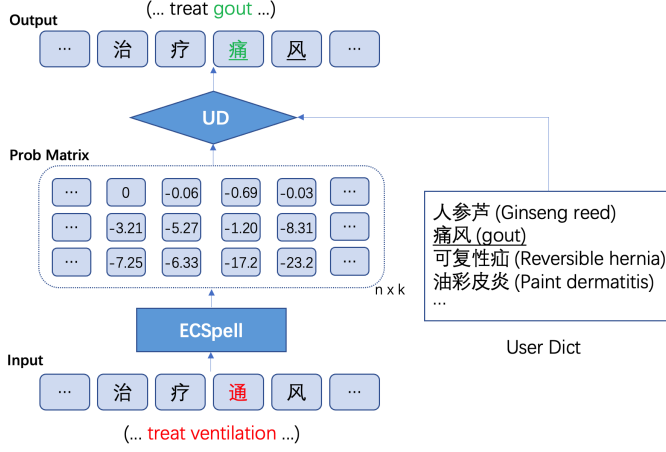 (... treat gout ...)
Output
... 治 疗 痛 风 ...
UD
Prob Matrix
... 0 -0.06 -0.69 -0.03 ...
... -3.21 -5.27 -1.20 -8.31 ...
... -7.25 -6.33 -17.2 -23.2 ...
n x k
人参芦 (Ginseng reed)
痛风 (gout)
可复性疝 (Reversible hernia)
油彩皮炎 (Paint dermatitis)
...
User Dict
ECSpell
Input
... 治 疗 通 风 ...
(... treat ventilation ...)